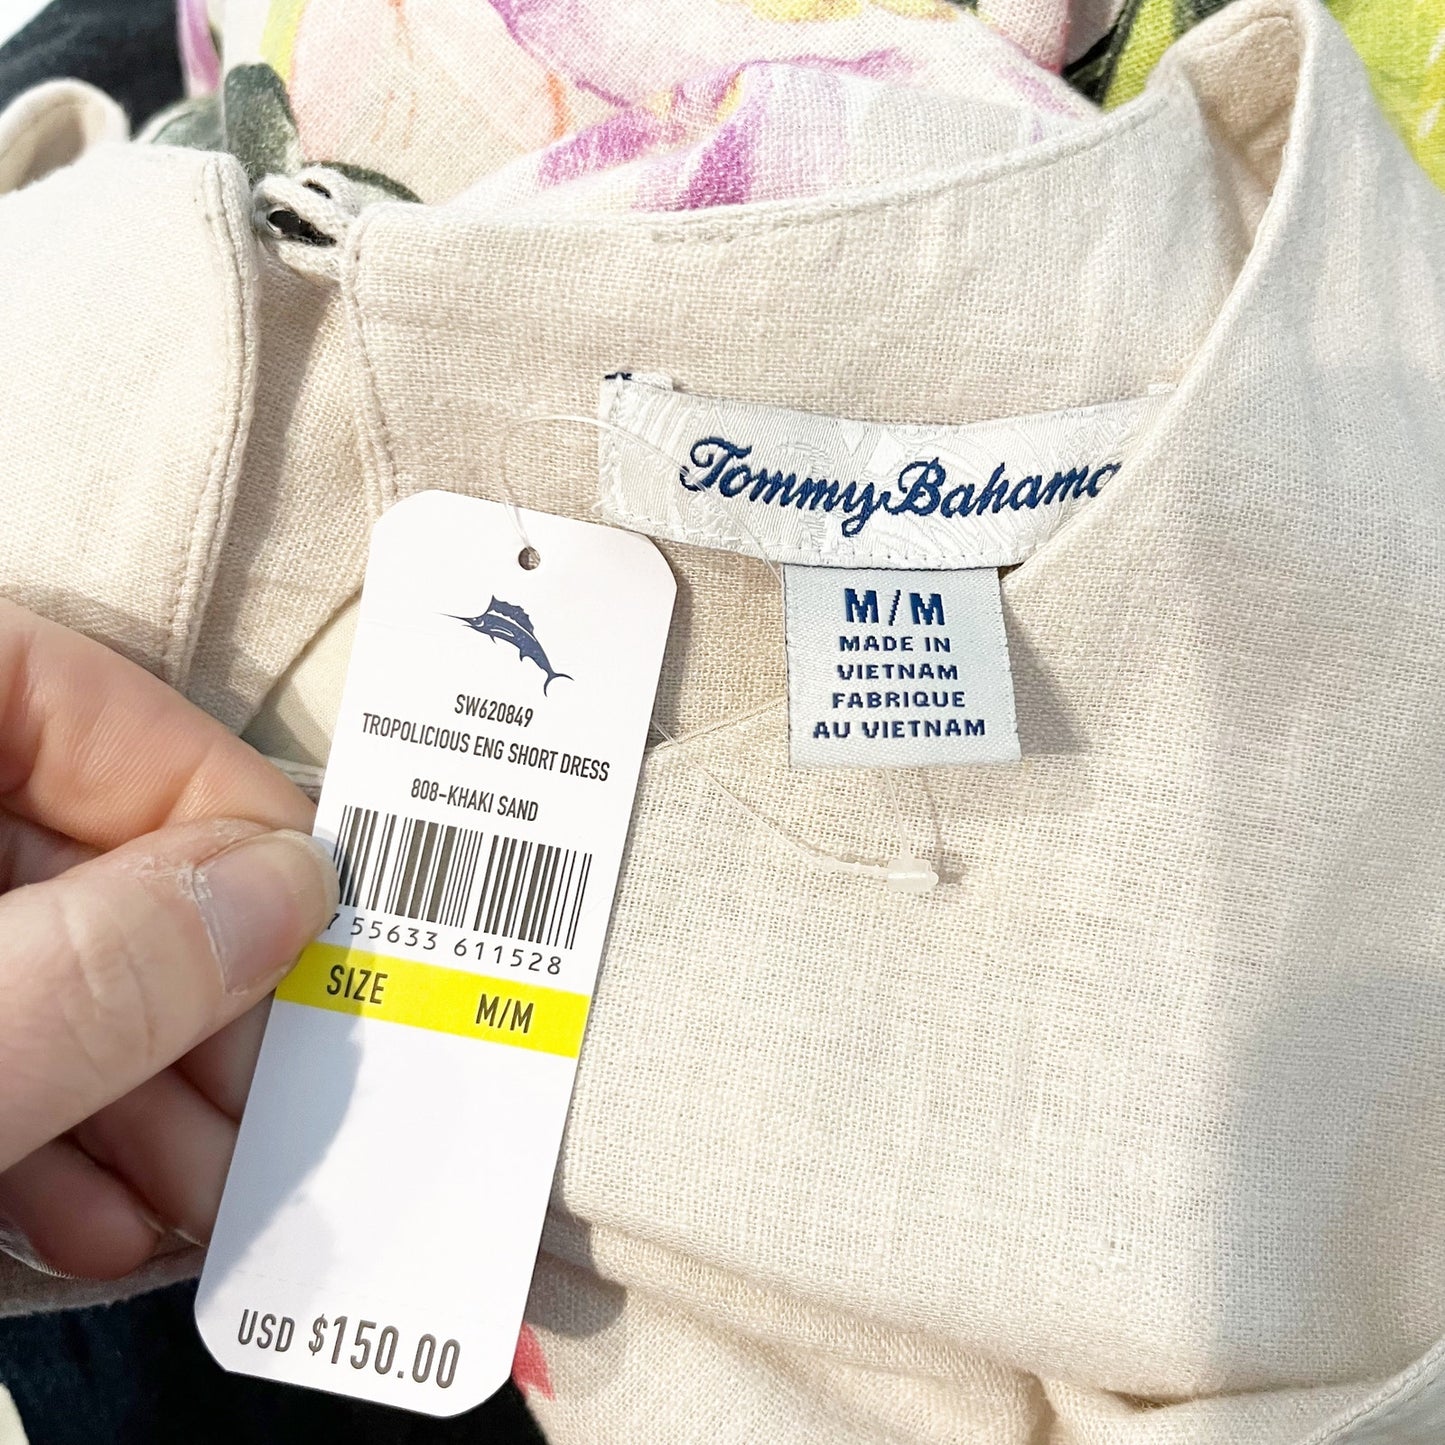 Tommy Bahama
M/M
MADE IN
VIETNAM
FABRIQUE
AU VIETNAM
SW620849
TROPOLICIOUS ENG SHORT DRESS
808-KHAKI SAND
7 55633 611528
SIZE M/M
USD $150.00